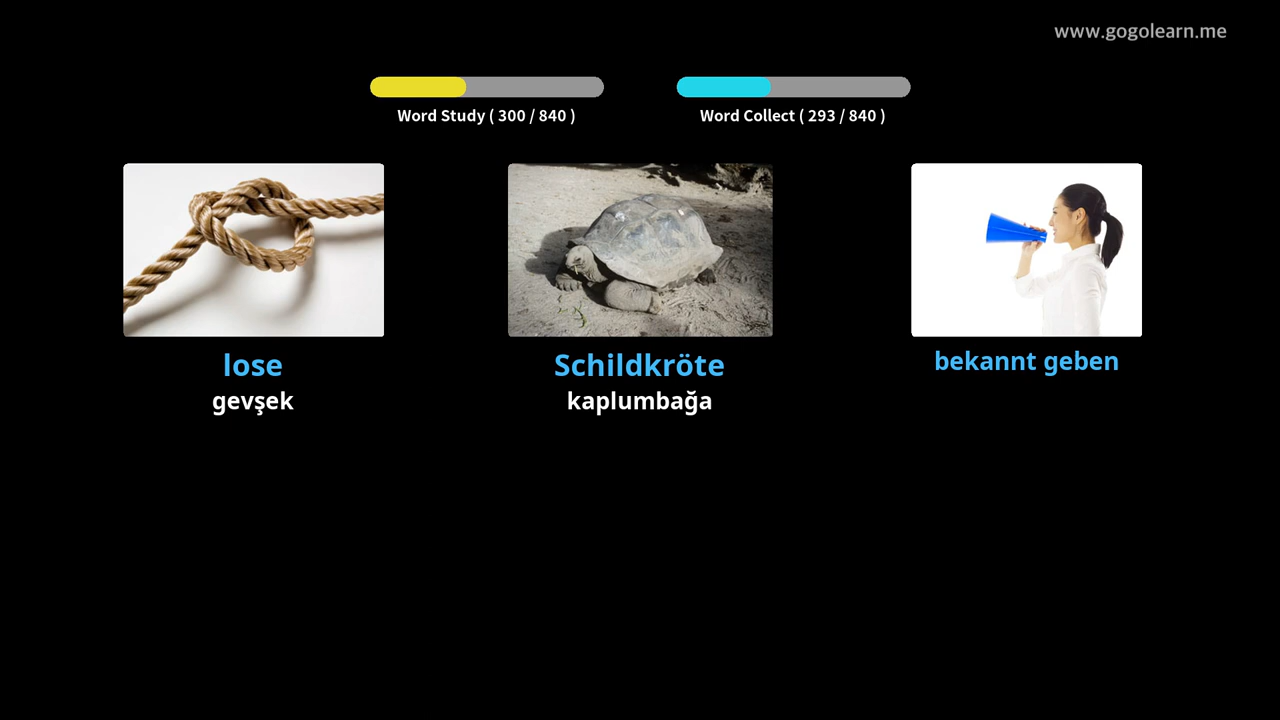 www.gogolearn.me
Word Study ( 300 / 840 )
Word Collect ( 293 / 840 )
lose
gevşek
Schildkröte
kaplumbağa
bekannt geben